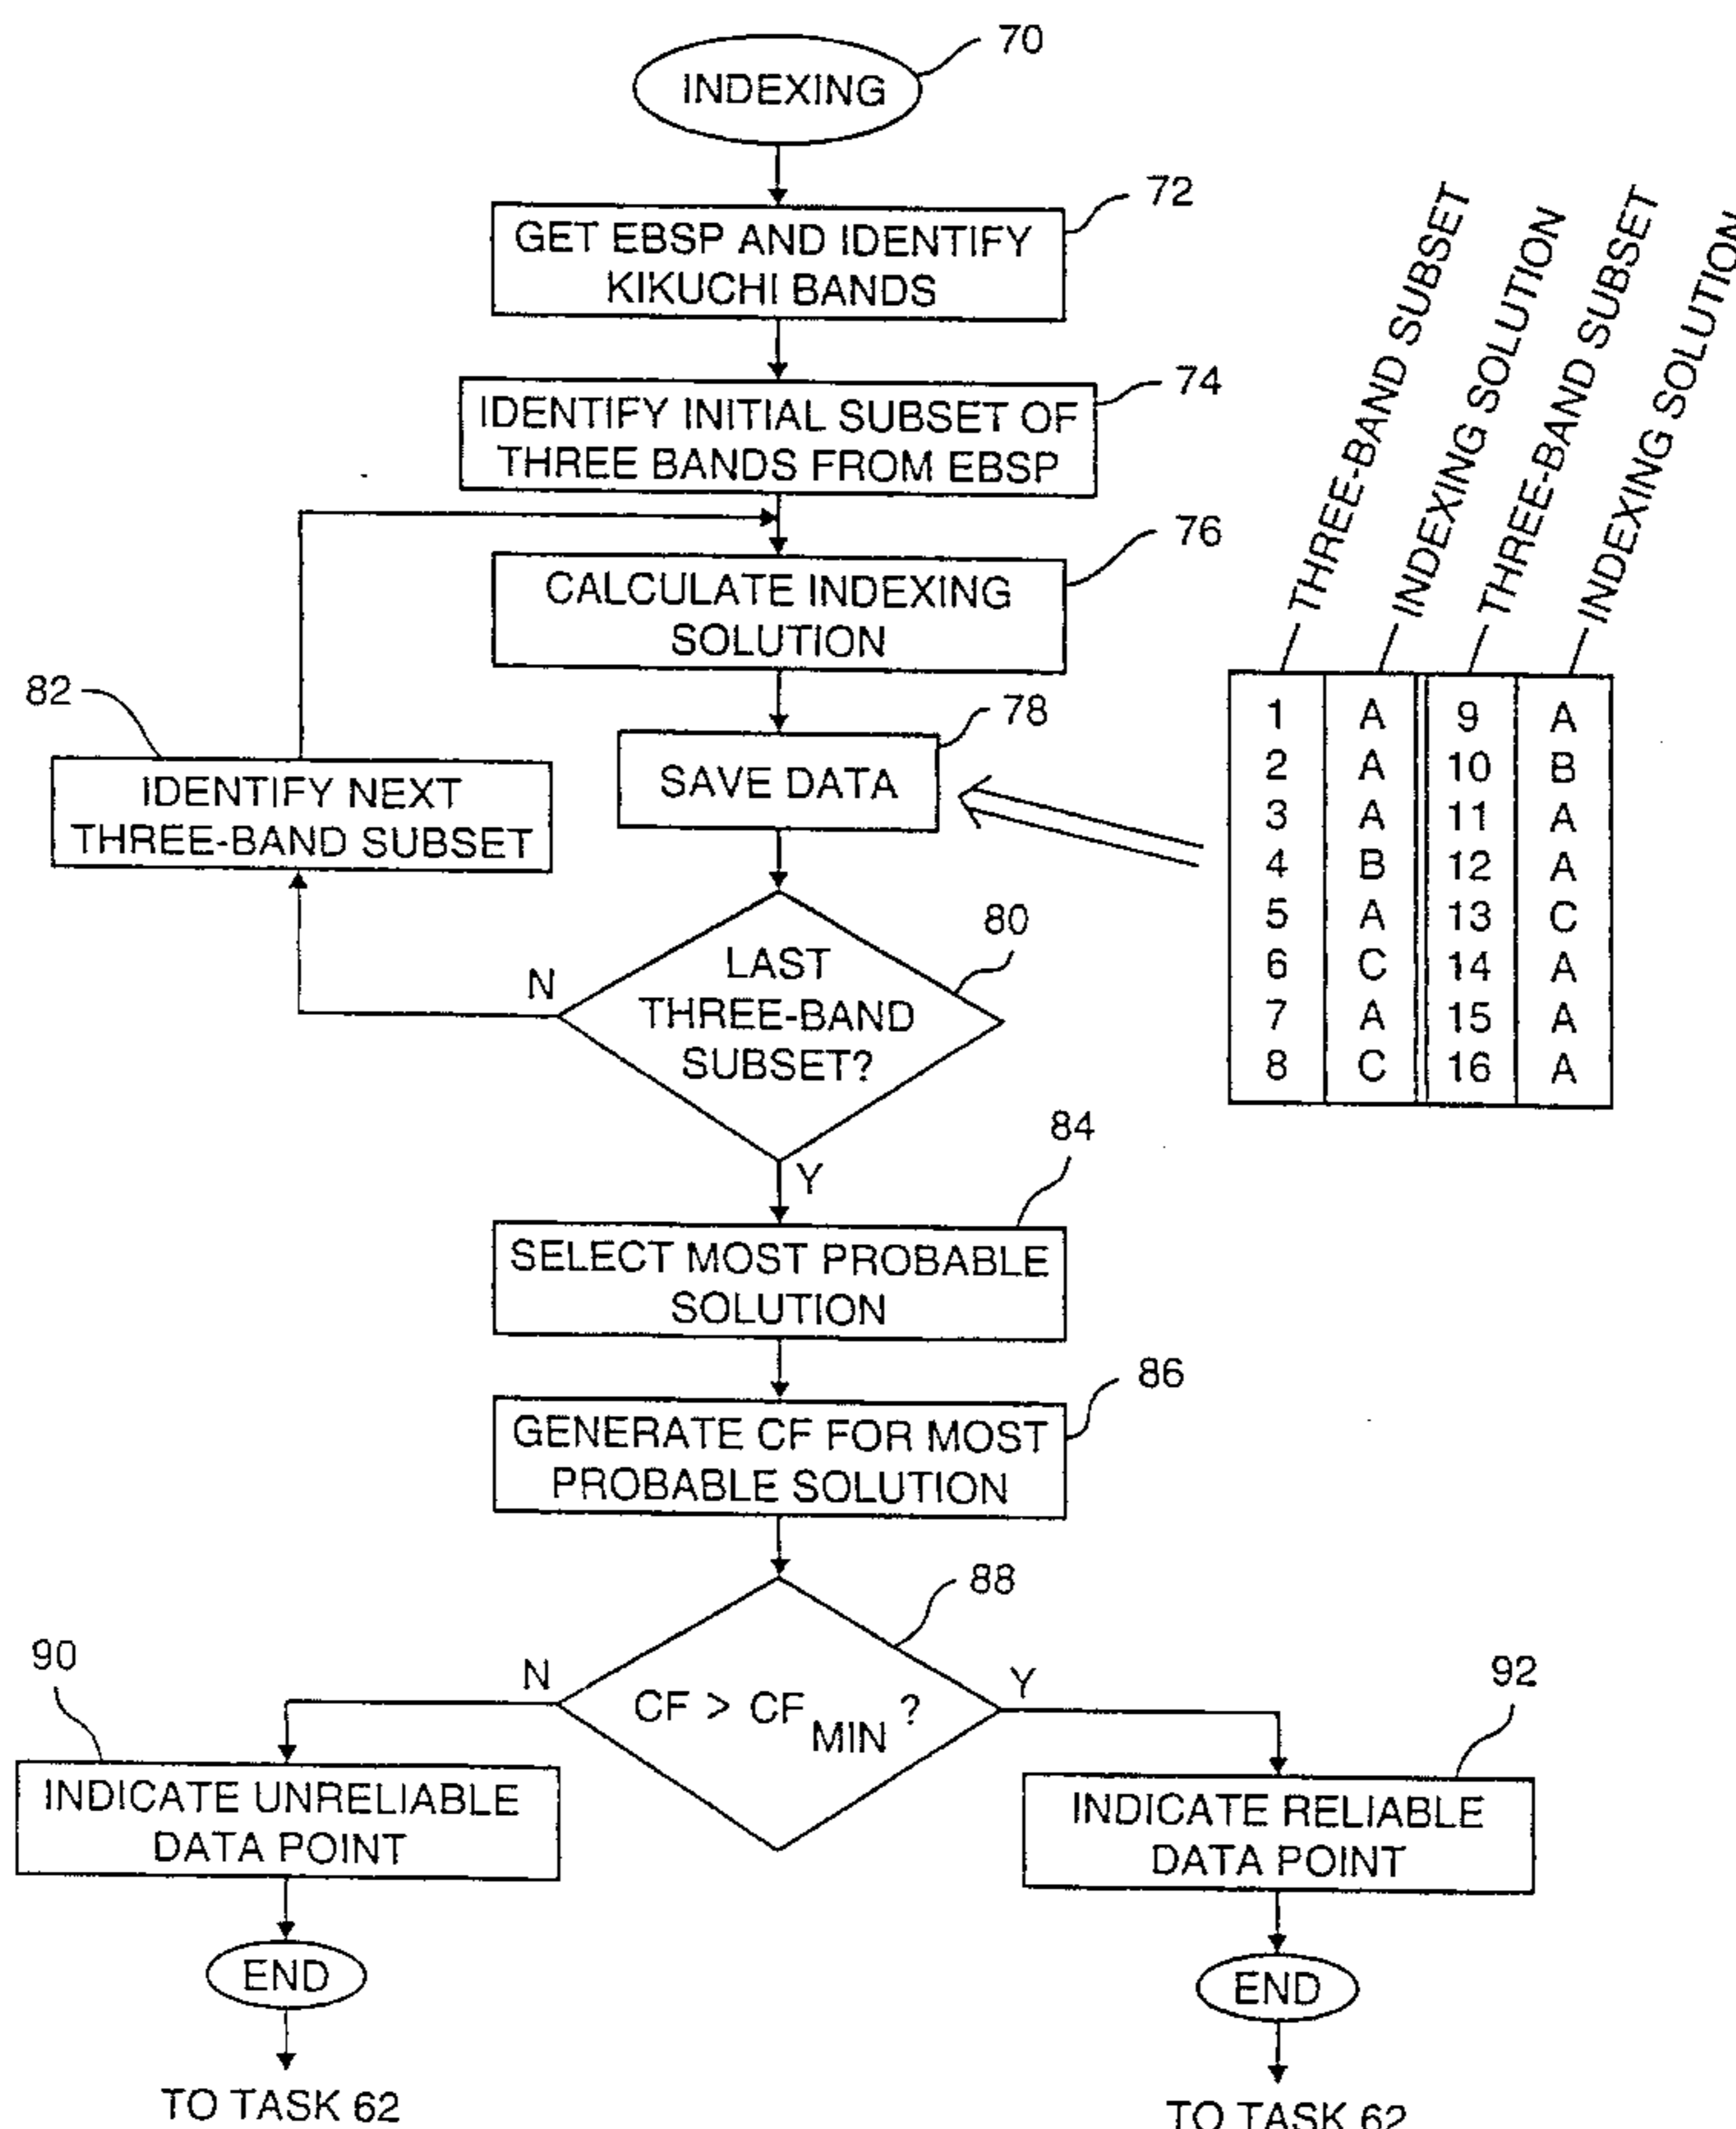 70
INDEXING
72
GET EBSP AND IDENTIFY
KIKUCHI BANDS
74
IDENTIFY INITIAL SUBSET OF
THREE BANDS FROM EBSP
76
CALCULATE INDEXING
SOLUTION
78
SAVE DATA
82
IDENTIFY NEXT
THREE-BAND SUBSET
80
LAST
THREE-BAND
SUBSET?
N
Y
THREE-BAND SUBSET
INDEXING SOLUTION
THREE-BAND SUBSET
INDEXING SOLUTION
1 A 9 A
2 A 10 B
3 A 11 A
4 B 12 A
5 A 13 C
6 C 14 A
7 A 15 A
8 C 16 A
84
SELECT MOST PROBABLE
SOLUTION
86
GENERATE CF FOR MOST
PROBABLE SOLUTION
88
CF > CF MIN ?
N
Y
90
INDICATE UNRELIABLE
DATA POINT
END
TO TASK 62
92
INDICATE RELIABLE
DATA POINT
END
TO TASK 62